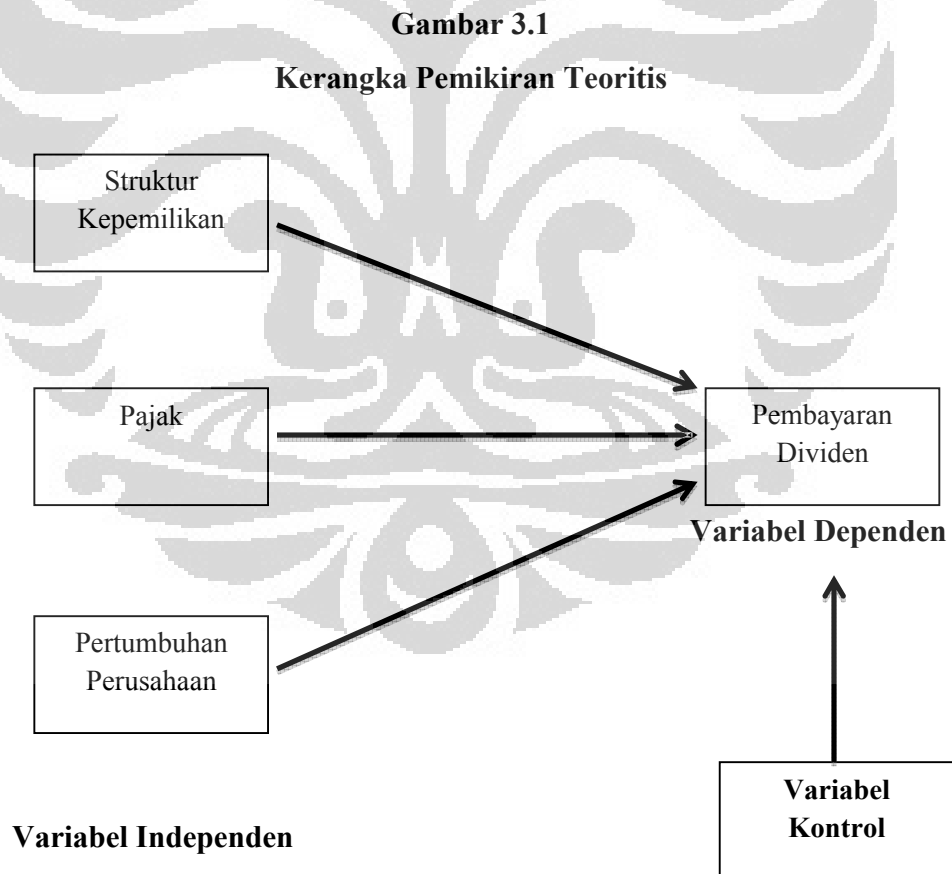 Gambar 3.1
Kerangka Pemikiran Teoritis
Struktur
Kepemilikan
Pajak
Pembayaran
Dividen
Variabel Dependen
Pertumbuhan
Perusahaan
Variabel
Kontrol
Variabel Independen